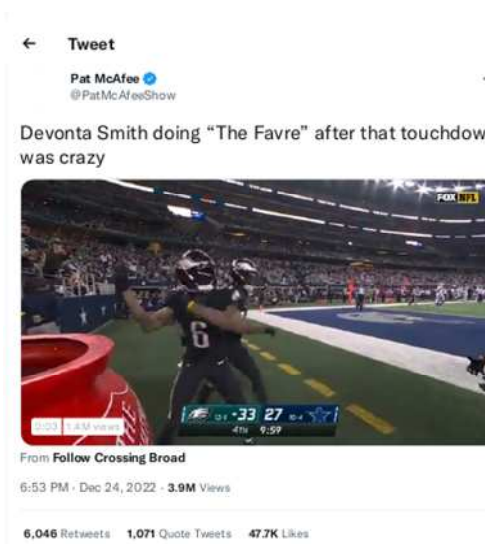 Tweet
Pat McAfee
@PatMcAfeeShow
Devonta Smith doing “The Favre” after that touchdow
was crazy
FOX NFL
6
33 27
4TH 9:59
0:03 1.4M views
From Follow Crossing Broad
6:53 PM · Dec 24, 2022 · 3.9M Views
6,046 Retweets 1,071 Quote Tweets 47.7K Likes